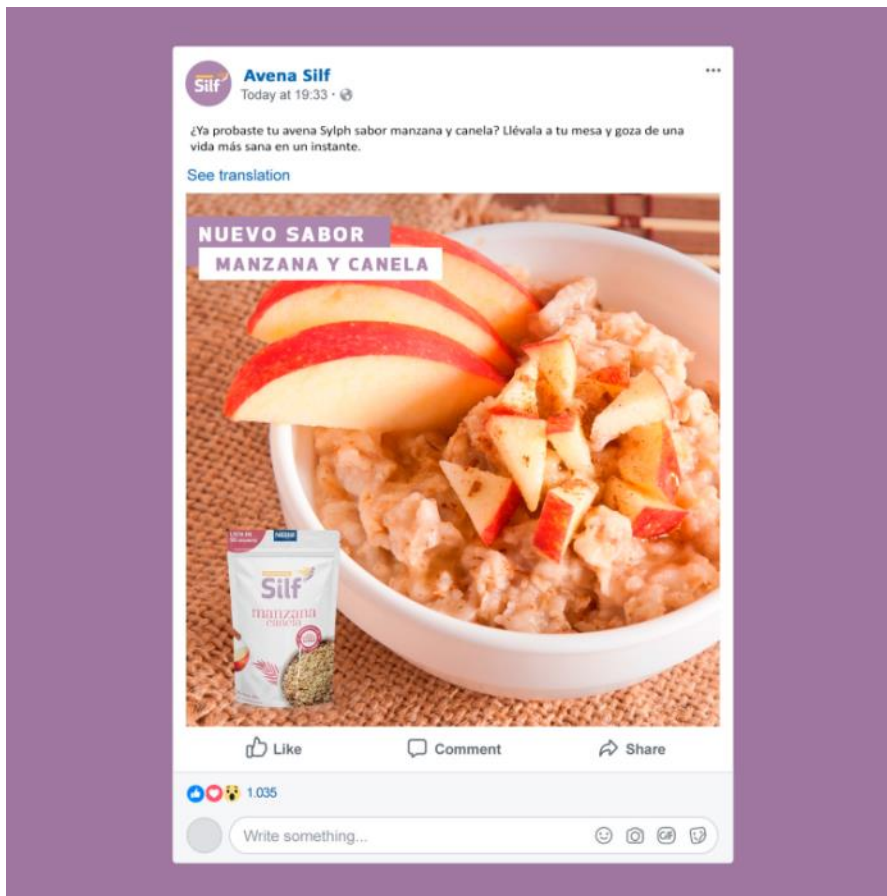 Silf
Avena Silf
Today at 19:33
¿Ya probaste tu avena Sylph sabor manzana y canela? Llévala a tu mesa y goza de una
vida más sana en un instante.
See translation
NUEVO SABOR
MANZANA Y CANELA
Nestlé
Silf
manzana
canela
Like
Comment
Share
1.035
Write something...
GIF